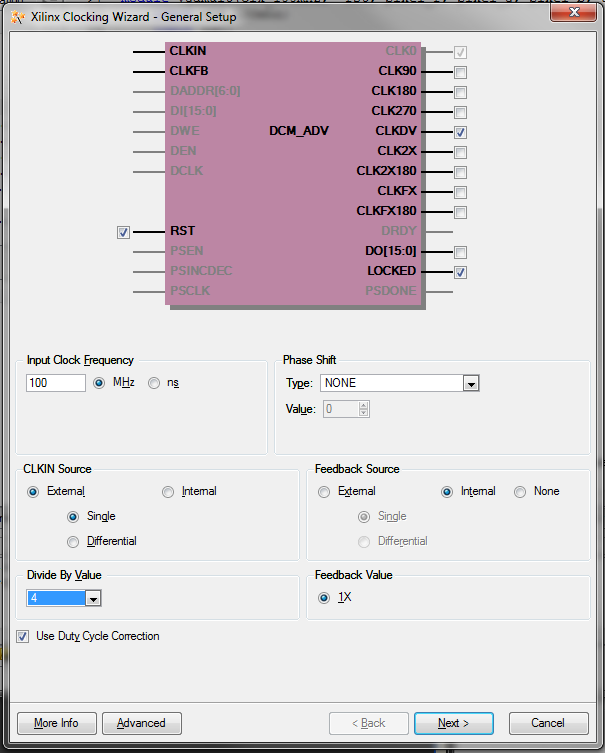 Xilinx Clocking Wizard - General Setup
CLKIN CLK0
CLKFB CLK90
DADDR[6:0] CLK180
DI[15:0] CLK270
DWE DCM_ADV CLKDV
DEN CLK2X
DCLK CLK2X180
CLKFX
CLKFX180
RST DRDY
PSEN DO[15:0]
PSINCDEC LOCKED
PSCLK PSDONE
Input Clock Frequency Phase Shift
100 MHz ns Type: NONE
Value: 0
CLKIN Source Feedback Source
External Internal External Internal None
Single Single
Differential Differential
Divide By Value Feedback Value
4 1X
Use Duty Cycle Correction
More Info Advanced < Back Next > Cancel